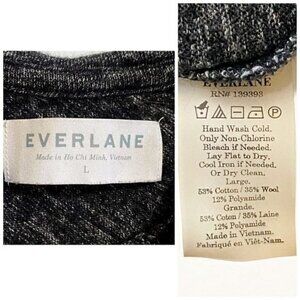 EVERLANE
Made in Ho Chi Minh, Vietnam
L
EVERLANE
RN# 139393
Hand Wash Cold.
Only Non-Chlorine
Bleach if Needed.
Lay Flat to Dry.
Cool Iron if Needed.
Or Dry Clean,
Large.
53% Cotton / 35% Wool
12% Polyamide
Grande.
53% Coton / 35% Laine
12% Polyamide
Made in Vietnam.
Fabriqué en Viêt-Nam.